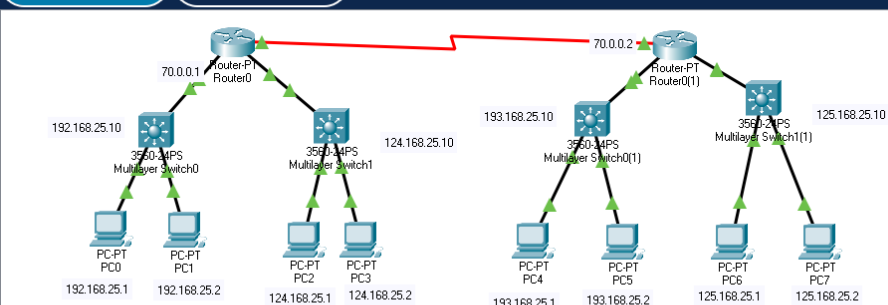 70.0.0.1
Router-PT
Router0
70.0.0.2
Router-PT
Router0(1)
192.168.25.10
3560-24PS
Multilayer Switch0
3560-24PS
Multilayer Switch1
124.168.25.10
193.168.25.10
3560-24PS
Multilayer Switch0(1)
3560-24PS
Multilayer Switch1(1)
125.168.25.10
PC-PT
PC0
PC-PT
PC1
PC-PT
PC2
PC-PT
PC3
PC-PT
PC4
PC-PT
PC5
PC-PT
PC6
PC-PT
PC7
192.168.25.1
192.168.25.2
124.168.25.1
124.168.25.2
193.168.25.1
193.168.25.2
125.168.25.1
125.168.25.2